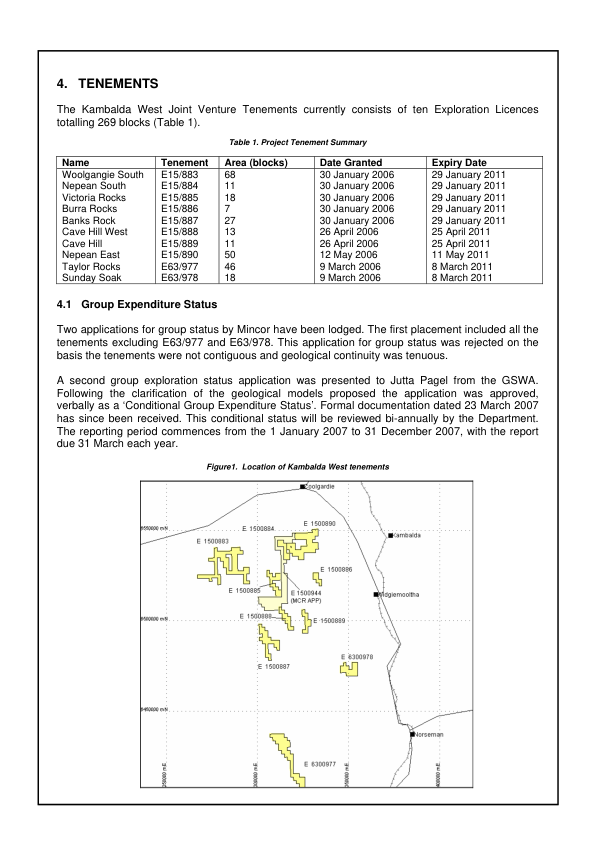 4. TENEMENTS
The Kambalda West Joint Venture Tenements currently consists of ten Exploration Licences
totalling 269 blocks (Table 1).
Table 1. Project Tenement Summary
Name Tenement Area (blocks) Date Granted Expiry Date
Woolgangie South E15/883 68 30 January 2006 29 January 2011
Nepean South E15/884 11 30 January 2006 29 January 2011
Victoria Rocks E15/885 18 30 January 2006 29 January 2011
Burra Rocks E15/886 7 30 January 2006 29 January 2011
Banks Rock E15/887 27 30 January 2006 29 January 2011
Cave Hill West E15/888 13 26 April 2006 25 April 2011
Cave Hill E15/889 11 26 April 2006 25 April 2011
Nepean East E15/890 50 12 May 2006 11 May 2011
Taylor Rocks E63/977 46 9 March 2006 8 March 2011
Sunday Soak E63/978 18 9 March 2006 8 March 2011
4.1 Group Expenditure Status
Two applications for group status by Mincor have been lodged. The first placement included all the
tenements excluding E63/977 and E63/978. This application for group status was rejected on the
basis the tenements were not contiguous and geological continuity was tenuous.
A second group exploration status application was presented to Jutta Pagel from the GSWA.
Following the clarification of the geological models proposed the application was approved,
verbally as a ‘Conditional Group Expenditure Status’. Formal documentation dated 23 March 2007
has since been received. This conditional status will be reviewed bi-annually by the Department.
The reporting period commences from the 1 January 2007 to 31 December 2007, with the report
due 31 March each year.
Figure1. Location of Kambalda West tenements
Coolgardie
E 1500890
E 1500884
Kambalda
E 1500883
E 1500886
E 1500885
E 1500944
(MCR APP)
Widgiemooltha
E 1500888
E 1500889
E 1500887
E 6300978
Norseman
E 6300977